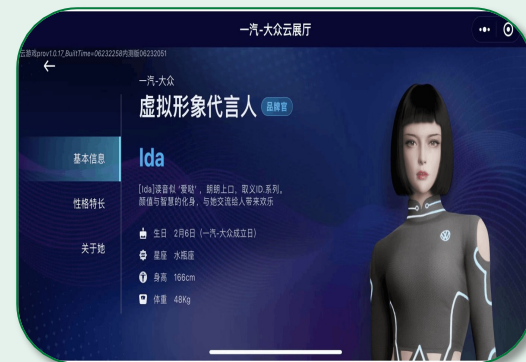 一汽-大众云展厅
云游戏prov1.0.17_BuiltTime=06232258内测版06232051
一汽-大众
虚拟形象代言人 品牌官
基本信息
Ida
[Ida]读音似‘爱哒’，朗朗上口、取义ID.系列。
颜值与智慧的化身，与她交流给人带来欢乐
性格特长
生日 2月6日（一汽-大众成立日）
关于她
星座 水瓶座
身高 166cm
体重 48Kg